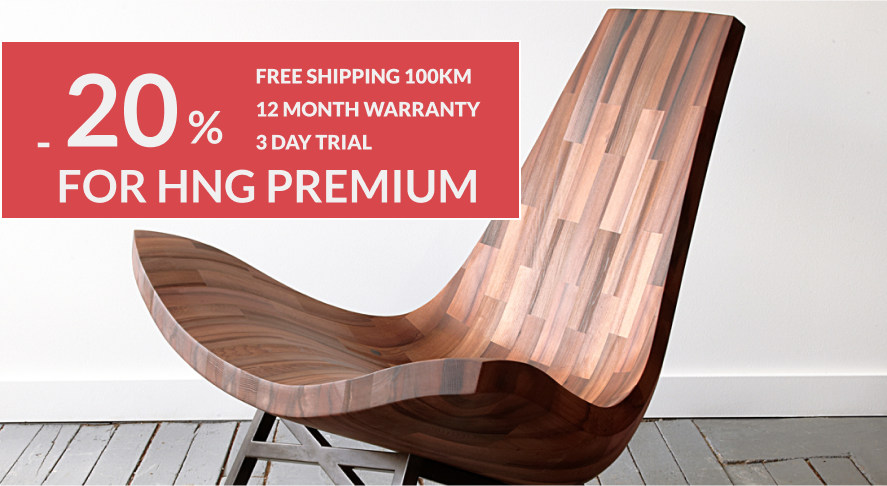 - 20 %
FREE SHIPPING 100KM
12 MONTH WARRANTY
3 DAY TRIAL
FOR HNG PREMIUM